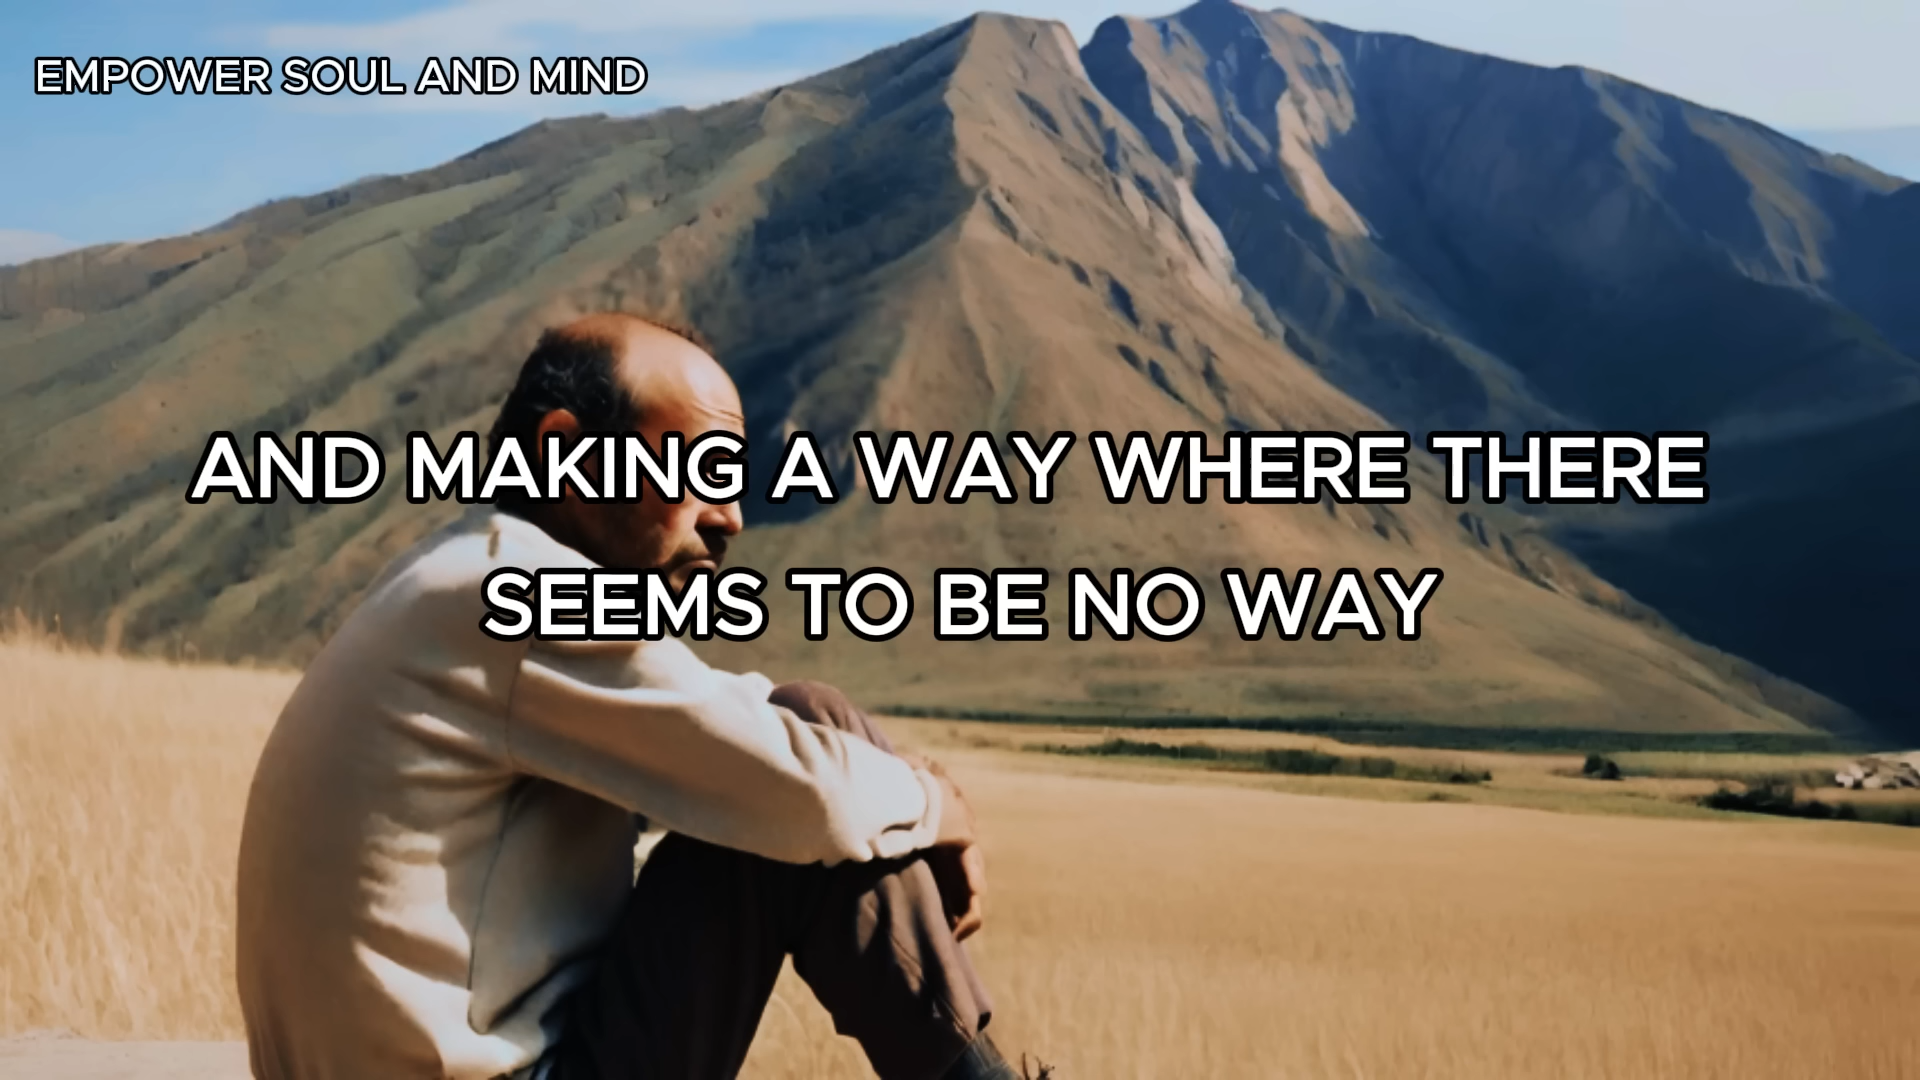 EMPOWER SOUL AND MIND
AND MAKING A WAY WHERE THERE
SEEMS TO BE NO WAY